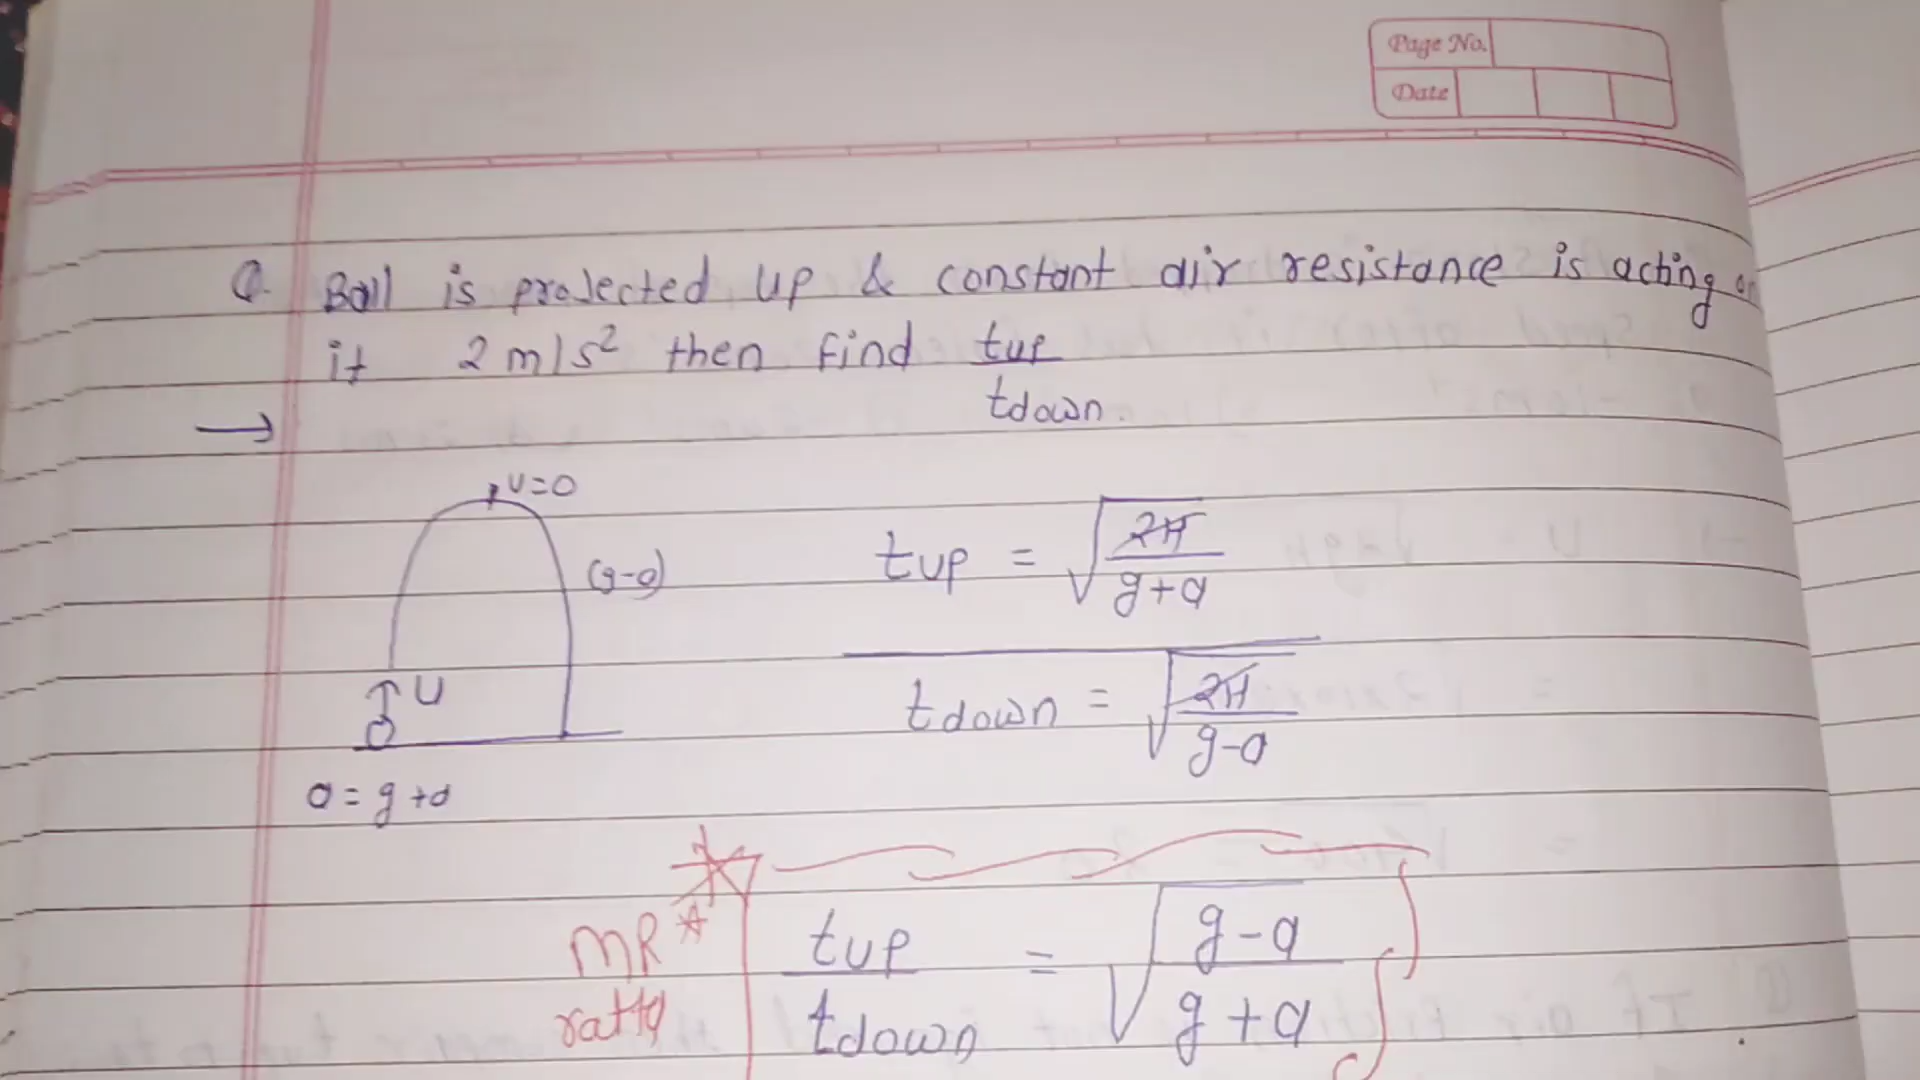 Page No.
Date
Q. Ball is projected up & constant air resistance is acting on
it 2 m/s² then find tup/tdown.
→
v=0
(g-a)
u
a = g+a
tup = √(2H/(g+a))
tdown = √(2H/(g-a))
MR*
ratta
tup/tdown = √((g-a)/(g+a))